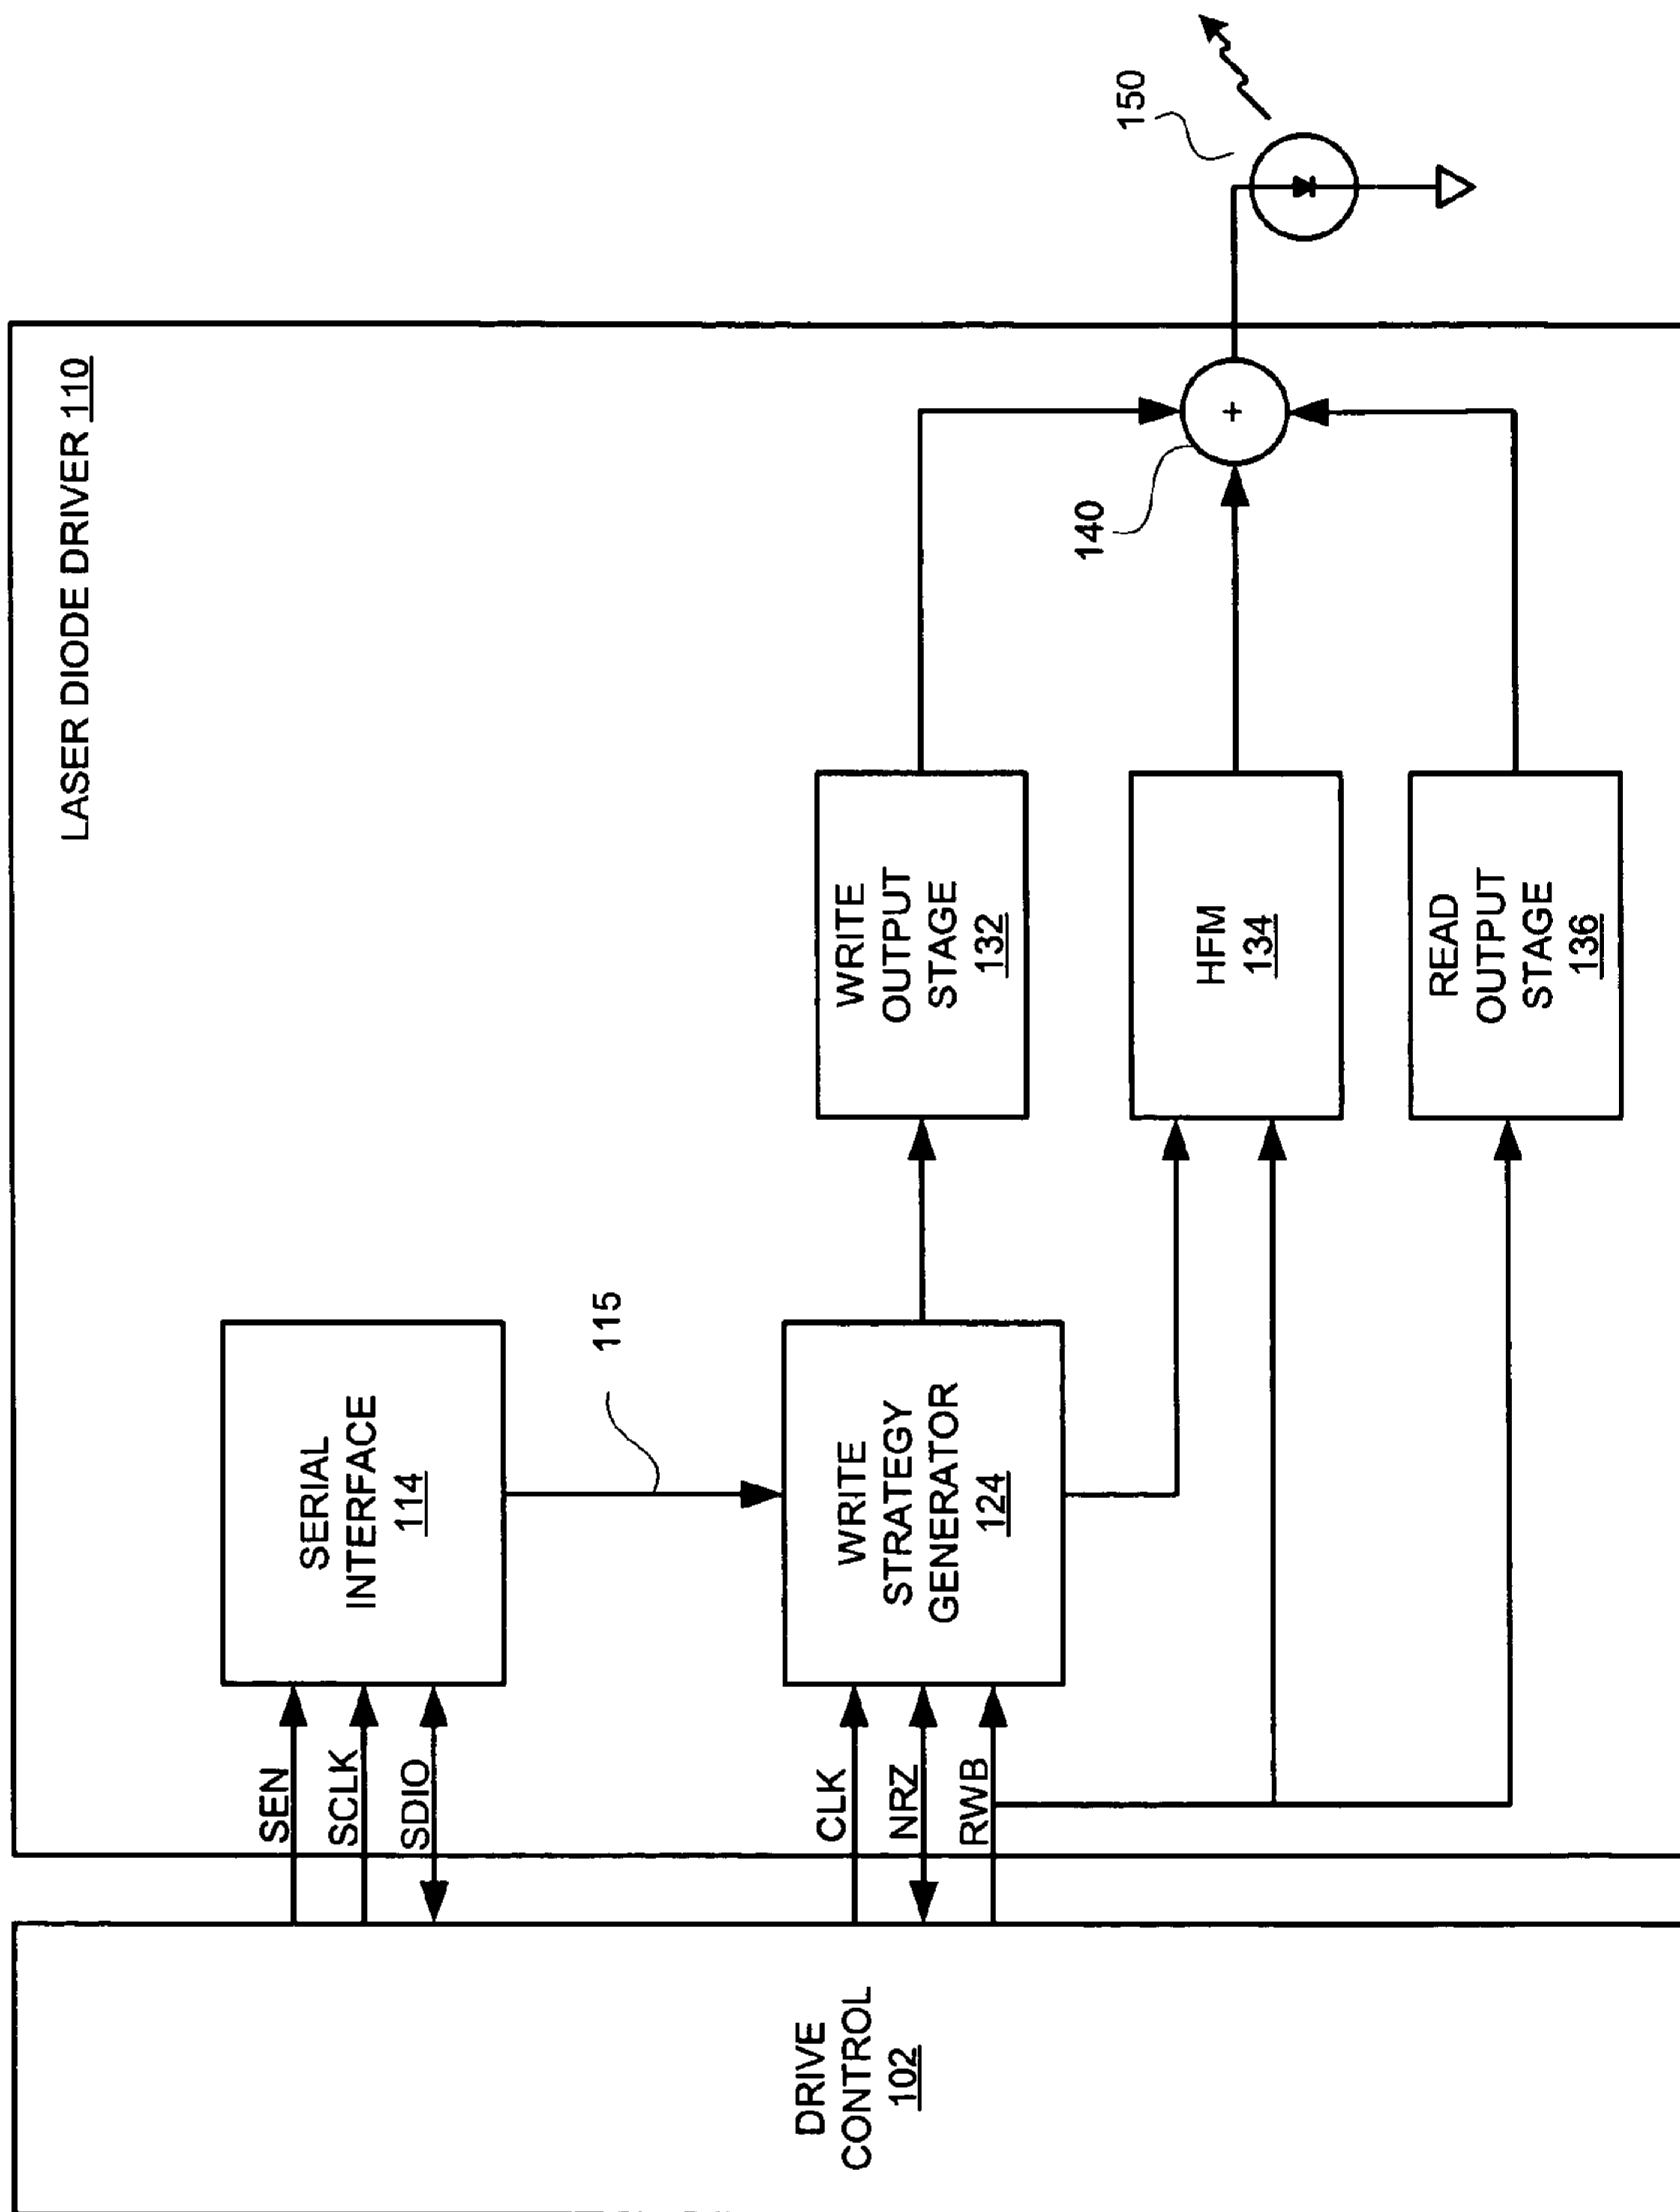 LASER DIODE DRIVER 110
DRIVE
CONTROL
102
SEN
SCLK
SDIO
SERIAL
INTERFACE
114
115
CLK
NRZ
RWB
WRITE
STRATEGY
GENERATOR
124
WRITE
OUTPUT
STAGE
132
HFM
134
READ
OUTPUT
STAGE
136
140
+
150